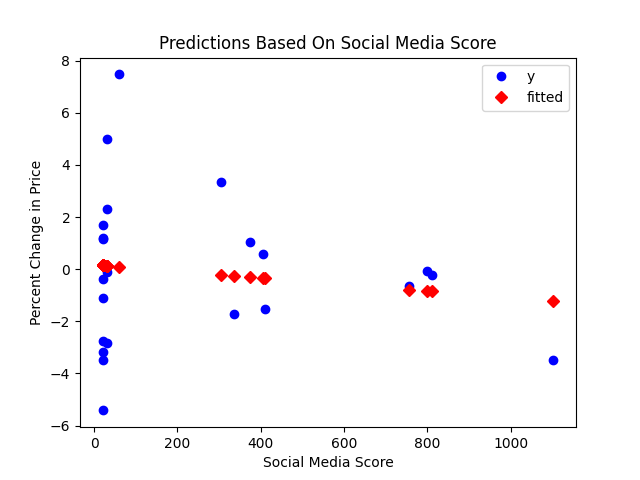 Predictions Based On Social Media Score
y
fitted
8
6
4
2
0
−2
−4
−6
Percent Change in Price
0 200 400 600 800 1000
Social Media Score